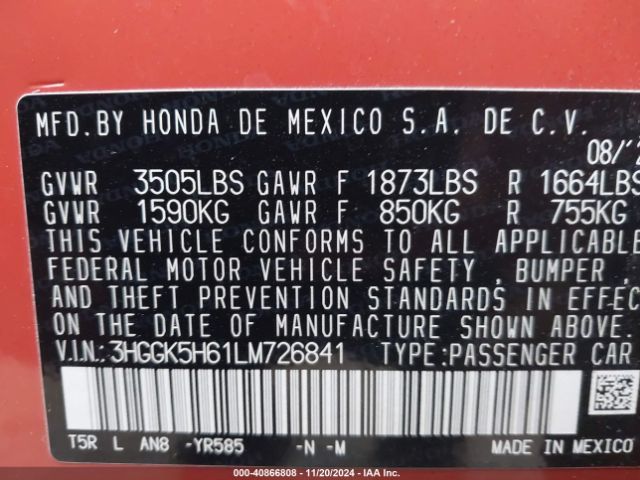 MFD.BY HONDA DE MEXICO S.A. DE C.V.
08/
GVWR 3505LBS GAWR F 1873LBS R 1664LBS
GVWR 1590KG GAWR F 850KG R 755KG
THIS VEHICLE CONFORMS TO ALL APPLICABLE
FEDERAL MOTOR VEHICLE SAFETY, BUMPER,
AND THEFT PREVENTION STANDARDS IN EFFEC
ON THE DATE OF MANUFACTURE SHOWN ABOVE.
V.I.N.: 3HGGK5H61LM726841 TYPE:PASSENGER CAR
T5R L AN8 -YR585 -N -M MADE IN MEXICO
000-40866808 - 11/20/2024 - IAA Inc.